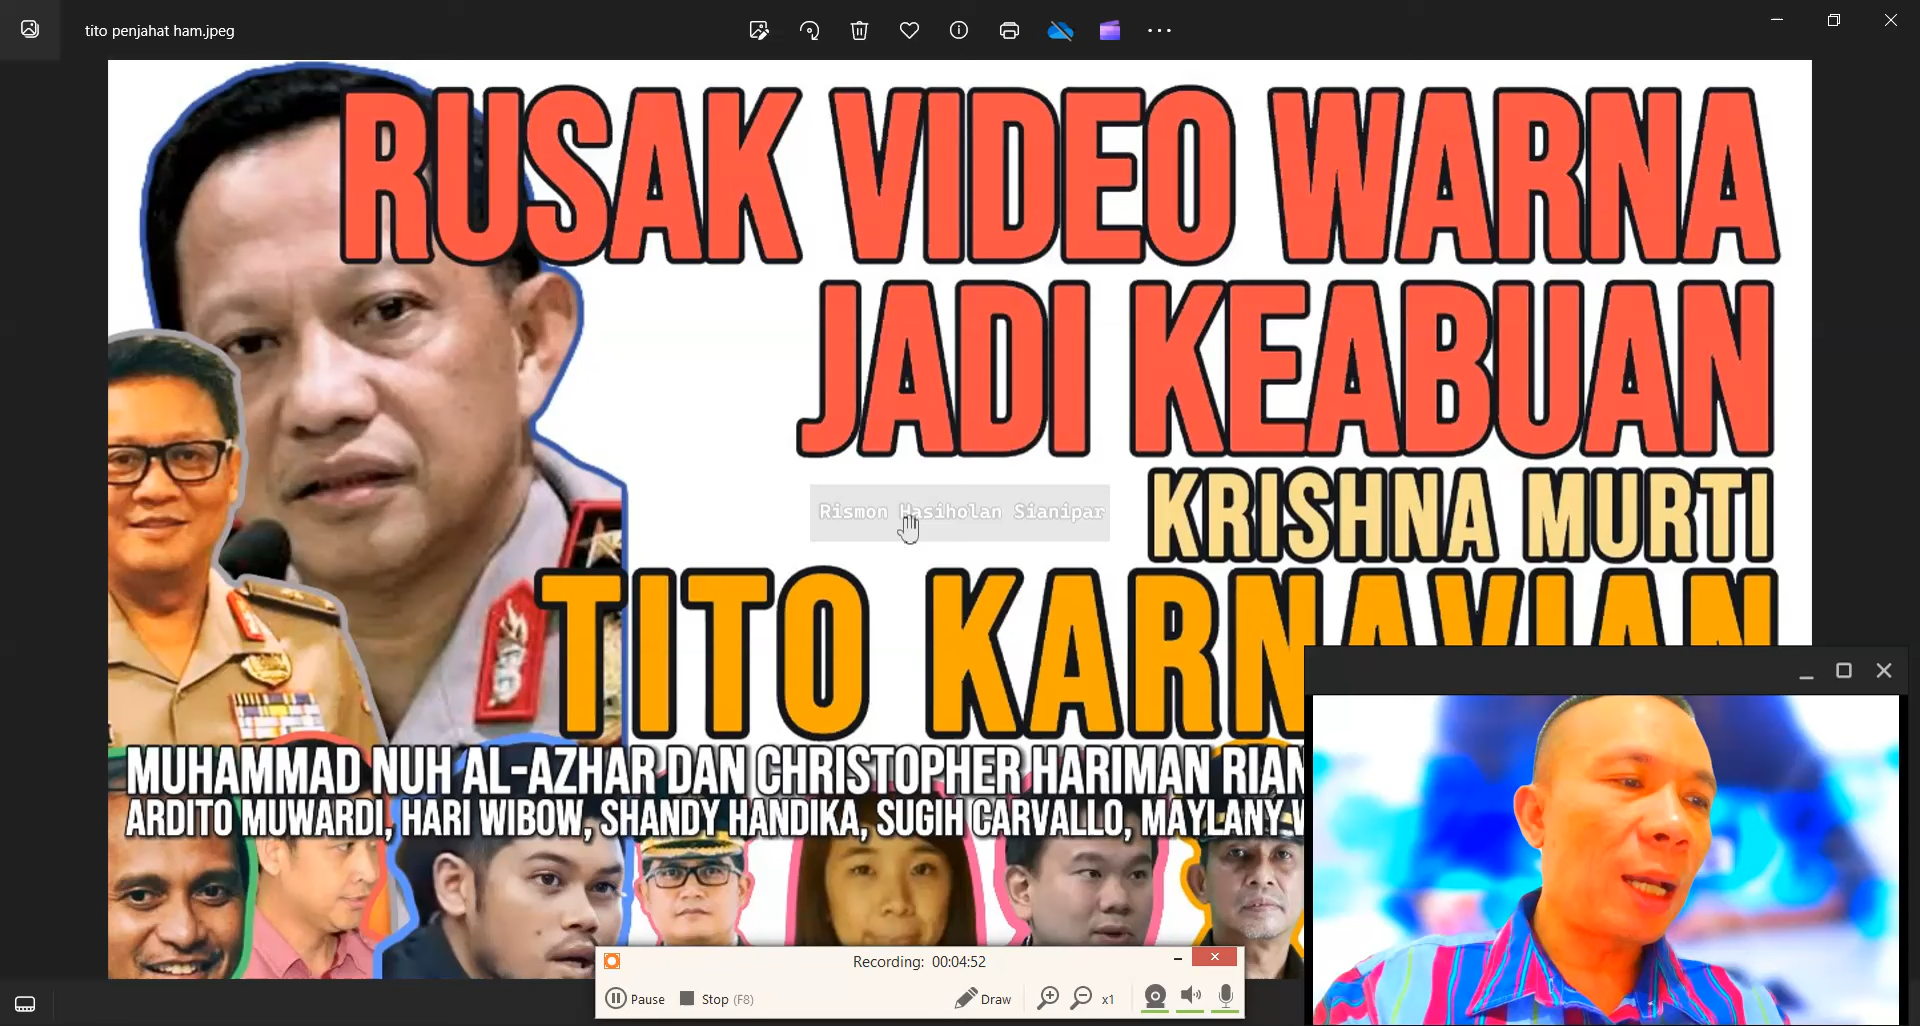 tito penjahat ham.jpeg
RUSAK VIDEO WARNA
JADI KEABUAN
Rismon Hasiholan Sianipar
KRISHNA MURTI
TITO KARNAVIAN
MUHAMMAD NUH AL-AZHAR DAN CHRISTOPHER HARIMAN RIAN
ARDITO MUWARDI, HARI WIBOW, SHANDY HANDIKA, SUGIH CARVALLO, MAYLANY W
Recording: 00:04:52
Pause Stop (F8) Draw x1